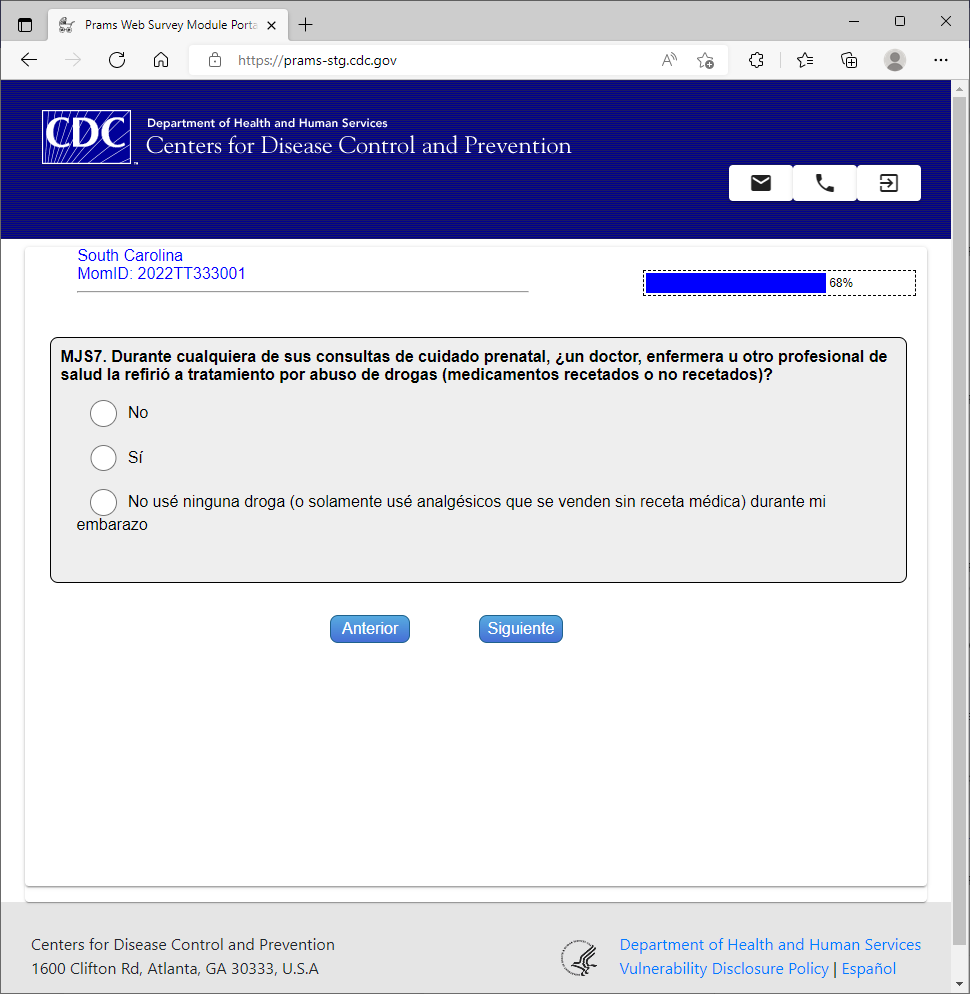 Prams Web Survey Module Porta
https://prams-stg.cdc.gov
CDC
Department of Health and Human Services
Centers for Disease Control and Prevention
South Carolina
MomID: 2022TT333001
68%
MJS7. Durante cualquiera de sus consultas de cuidado prenatal, ¿un doctor, enfermera u otro profesional de
salud la refirió a tratamiento por abuso de drogas (medicamentos recetados o no recetados)?
No
Sí
No usé ninguna droga (o solamente usé analgésicos que se venden sin receta médica) durante mi
embarazo
Anterior
Siguiente
Centers for Disease Control and Prevention
1600 Clifton Rd, Atlanta, GA 30333, U.S.A
Department of Health and Human Services
Vulnerability Disclosure Policy | Español